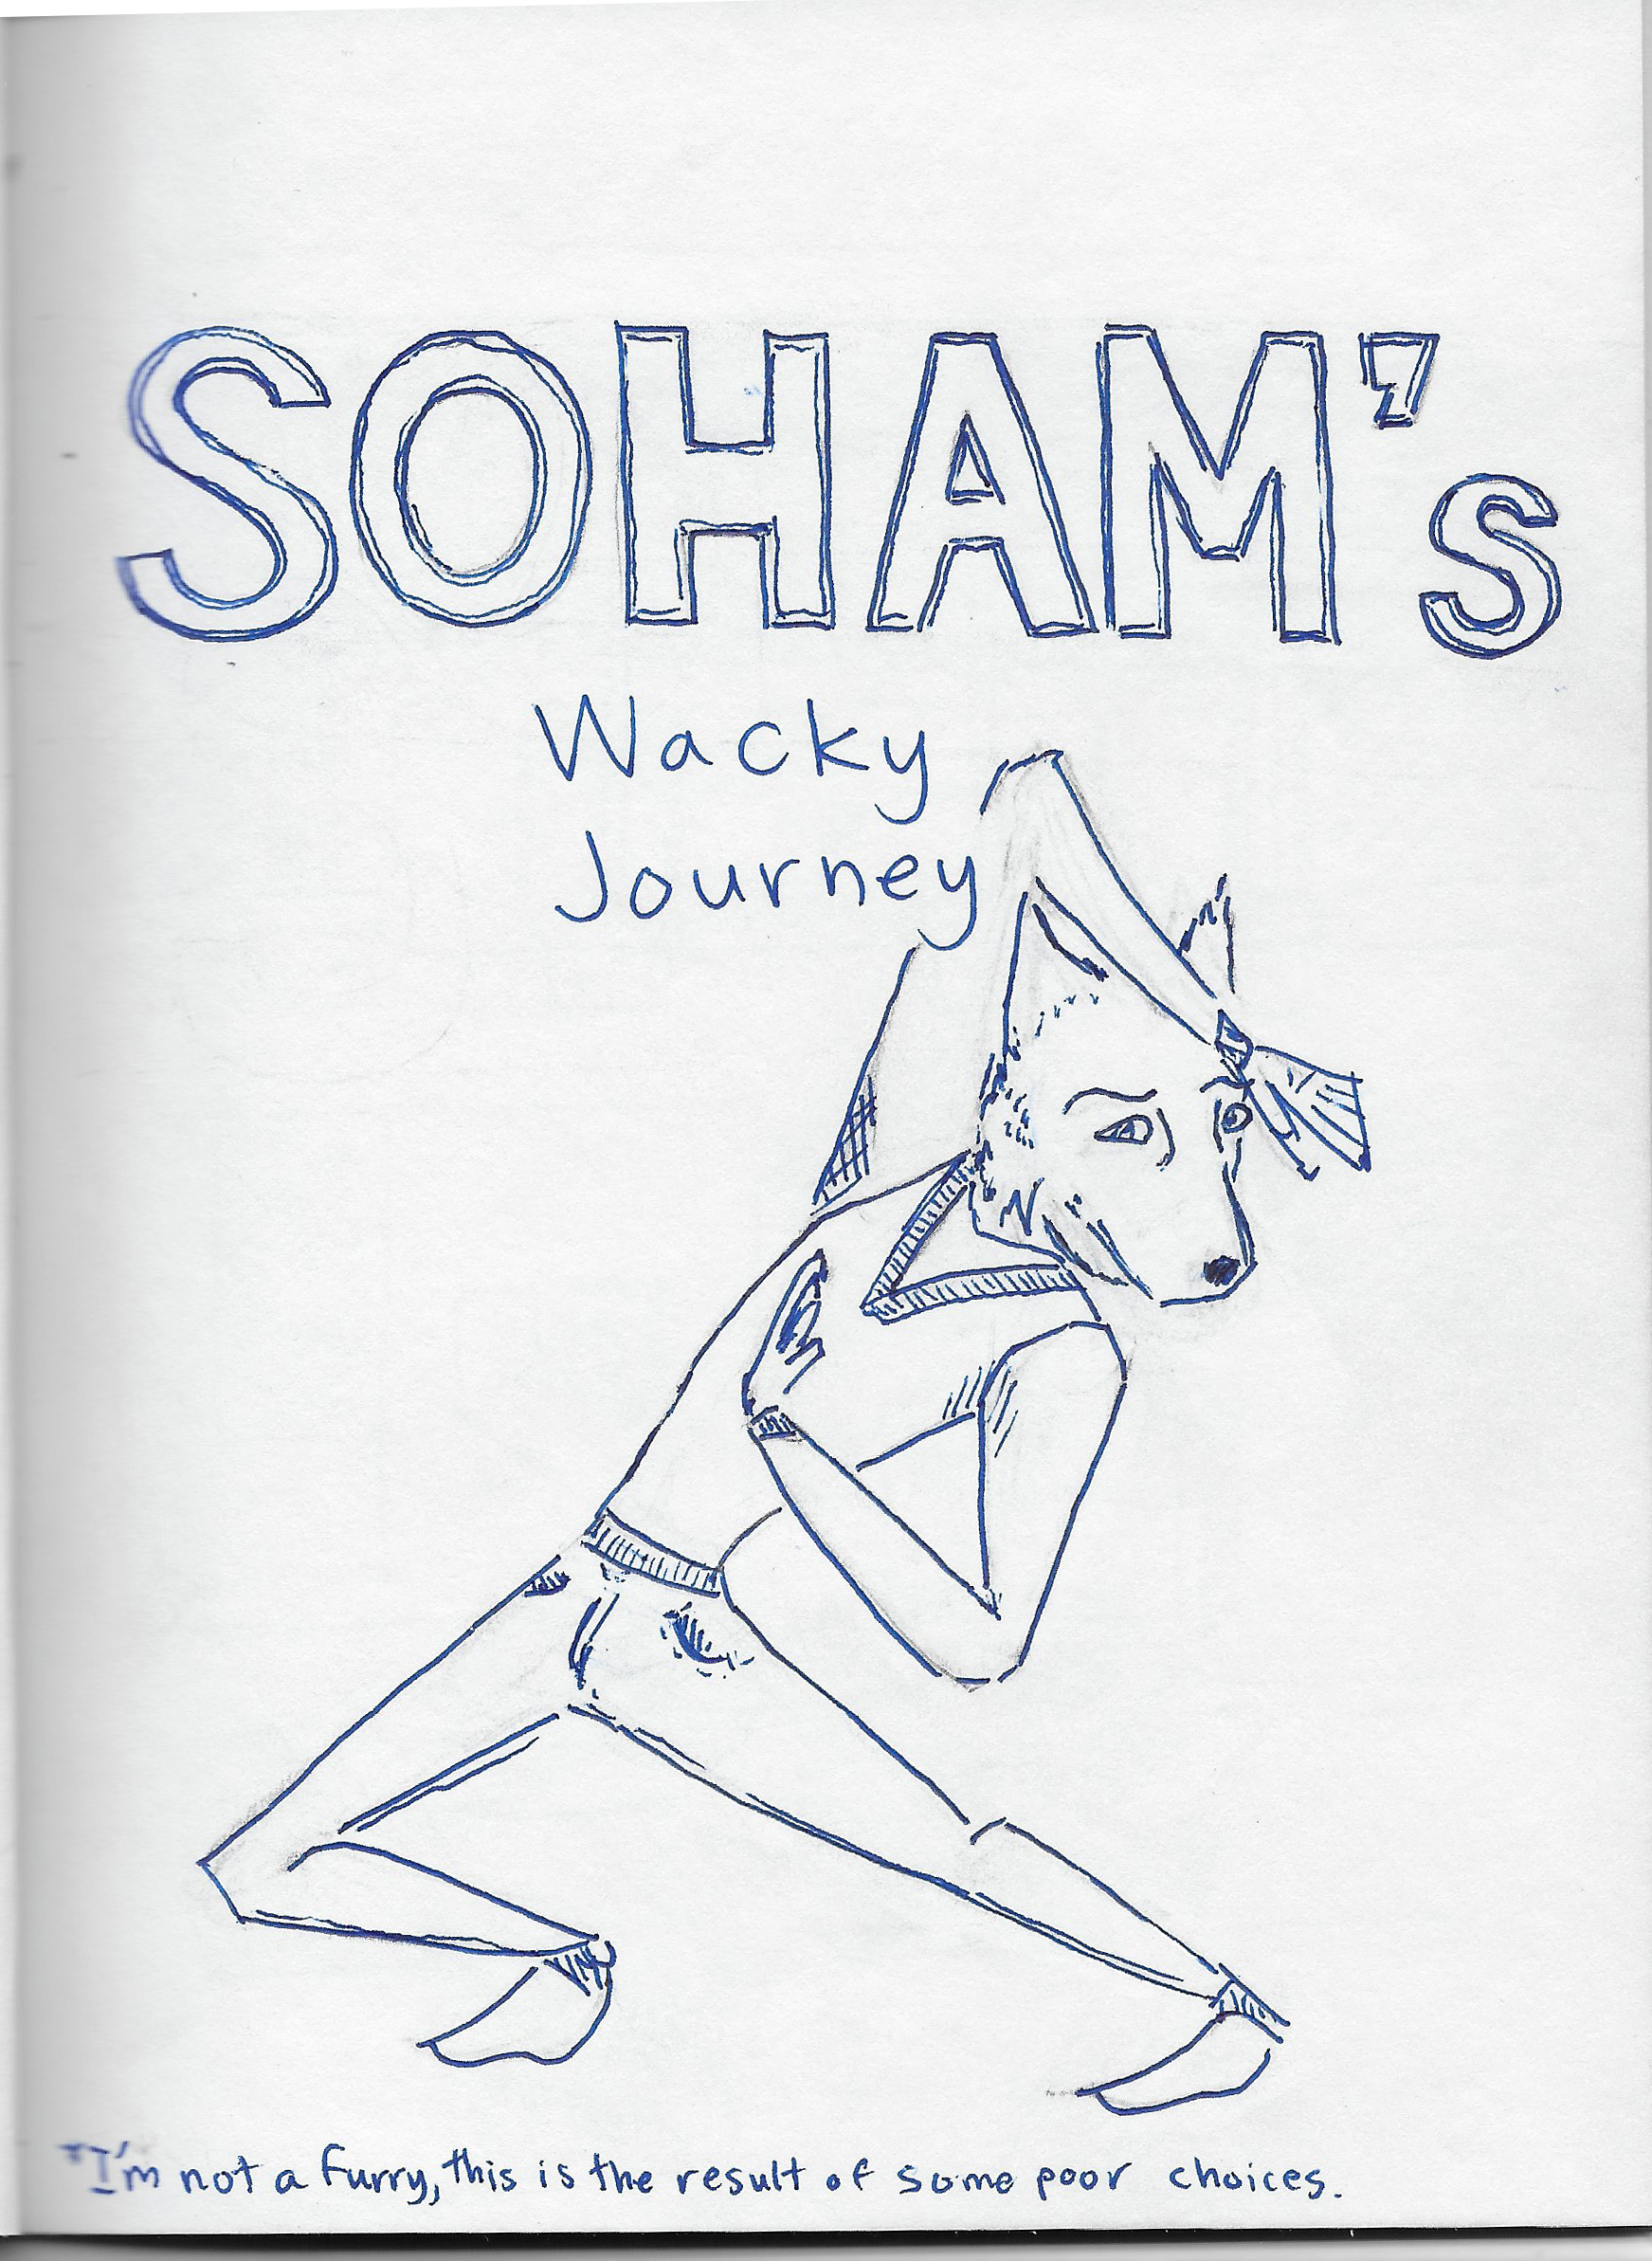 SOHAM's
Wacky
Journey
*I'm not a furry, this is the result of some poor choices.